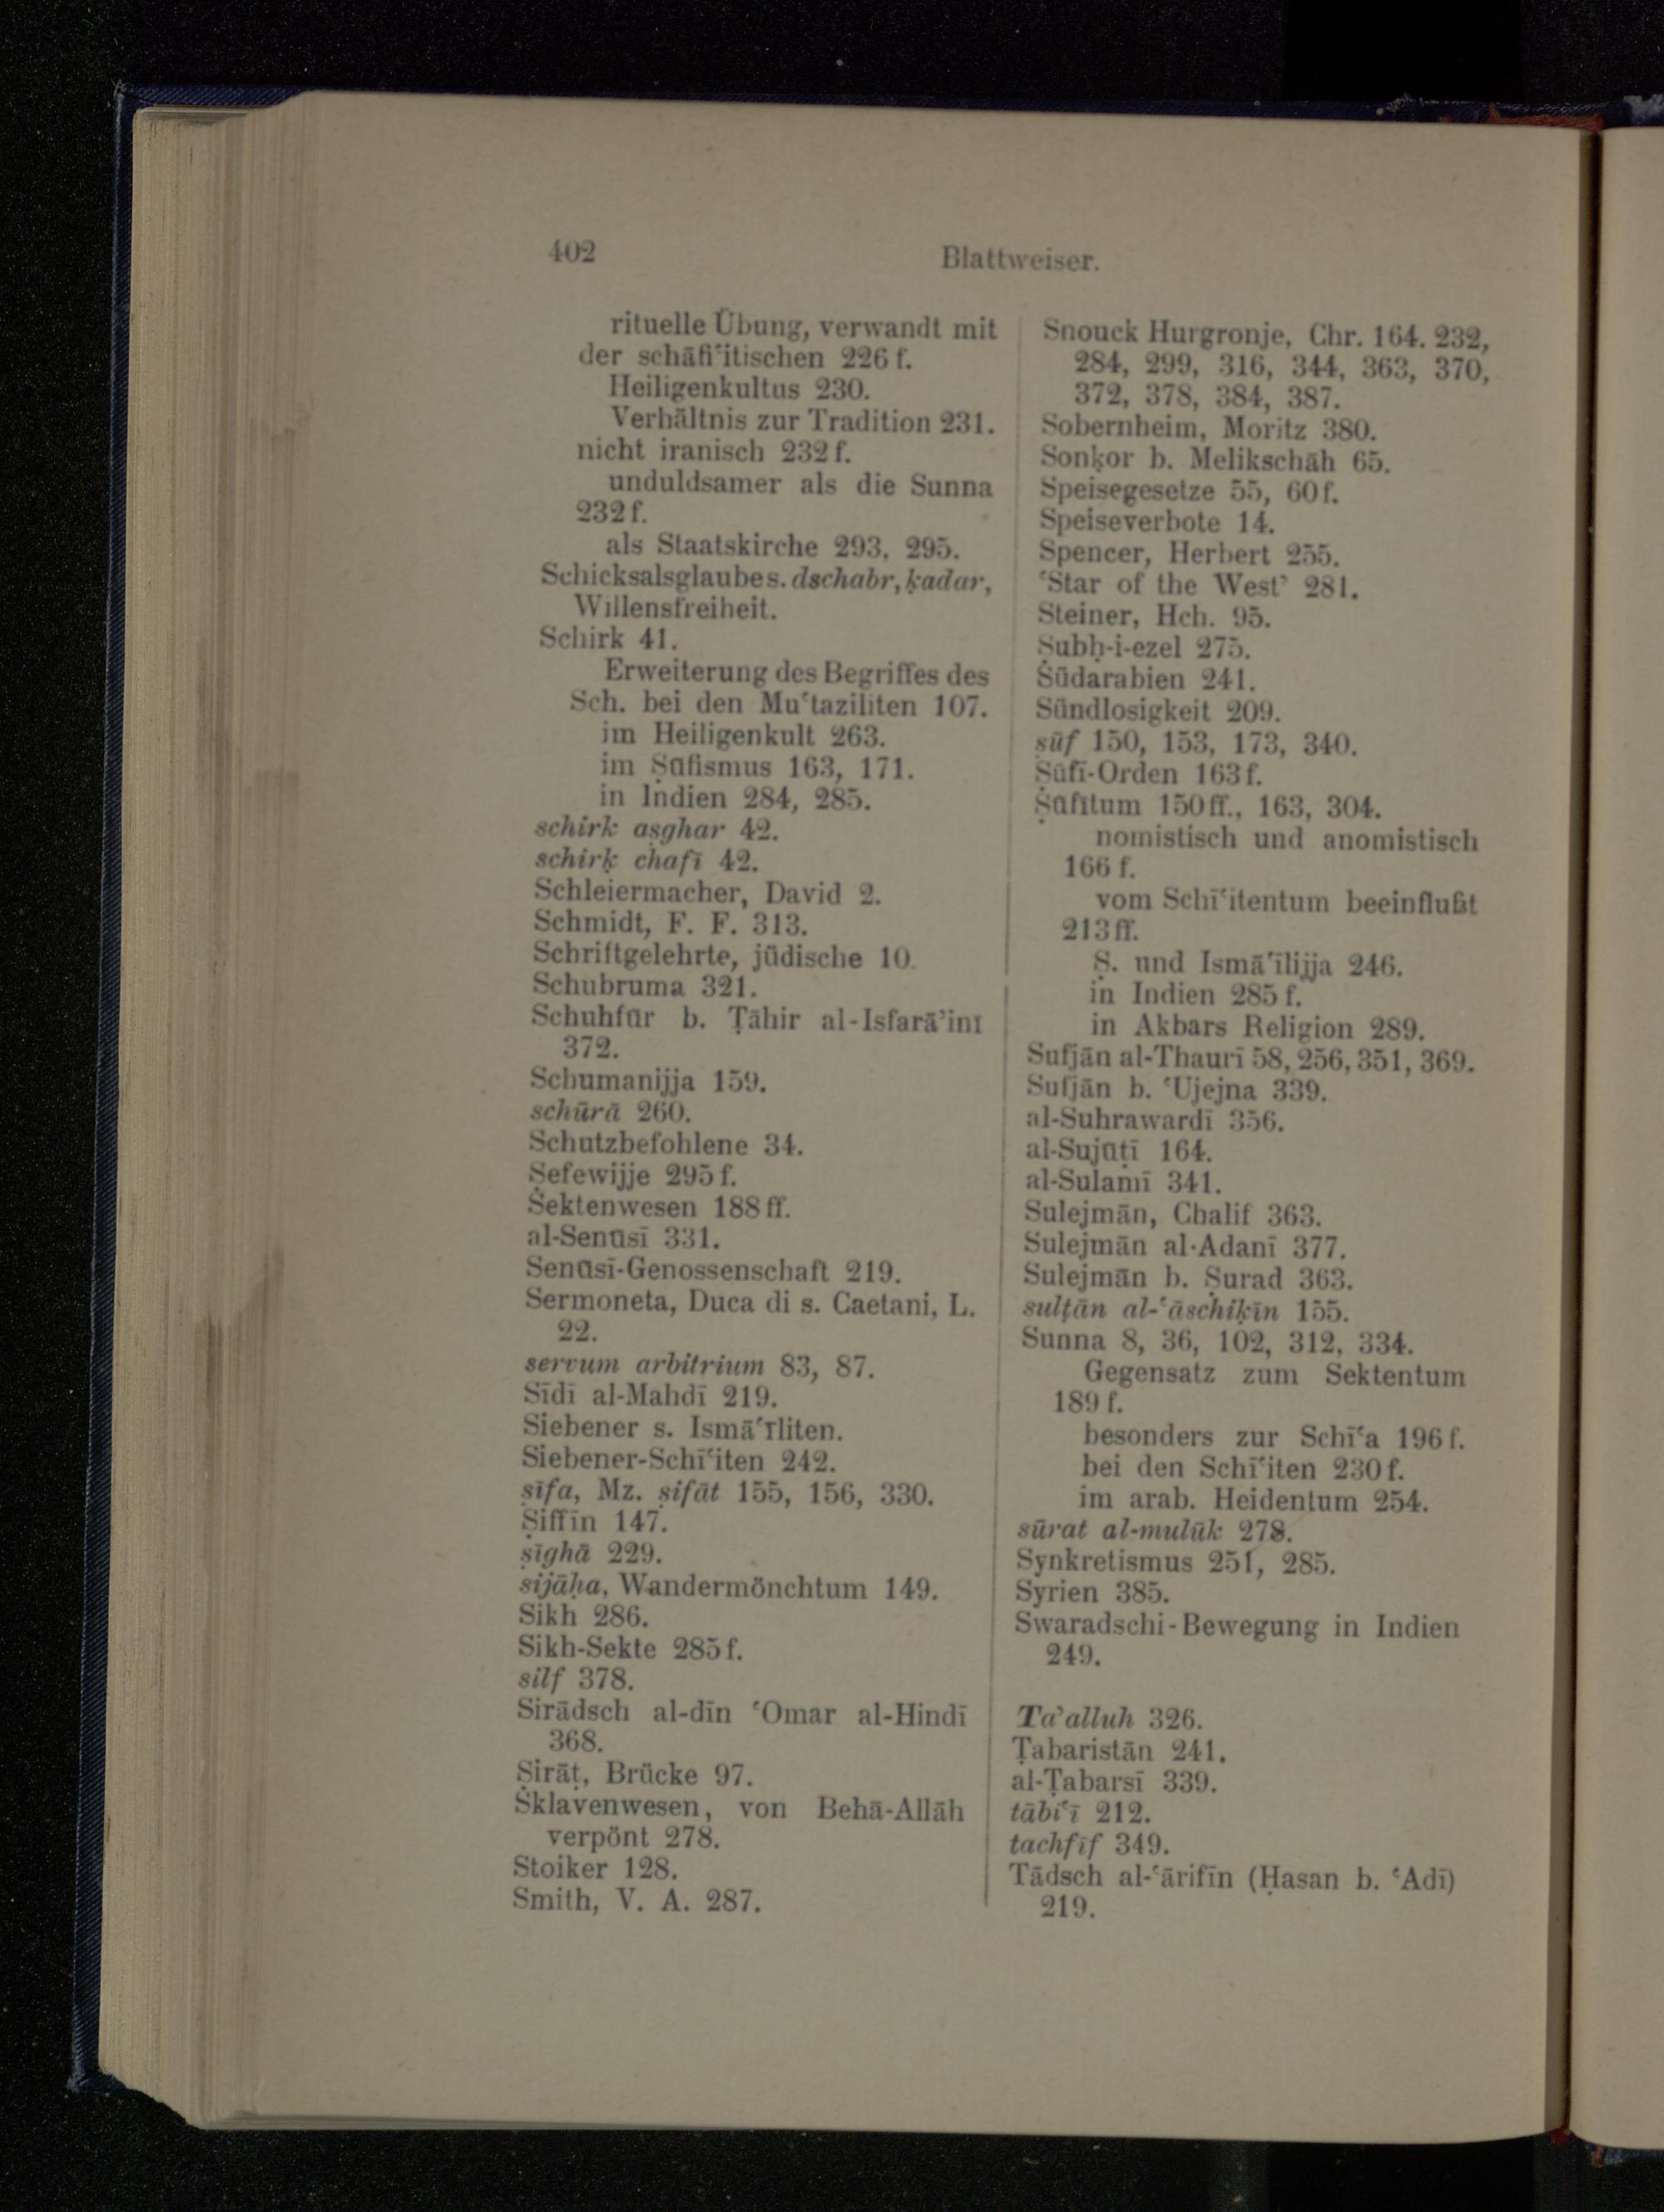 402
Blattweiser.
rituelle Übung, verwandt mit
der schāfiʿitischen 226 f.
Heiligenkultus 230.
Verhältnis zur Tradition 231.
nicht iranisch 232 f.
unduldsamer als die Sunna
232 f.
als Staatskirche 293, 295.
Schicksalsglaube s. dschabr, ḳadar,
Willensfreiheit.
Schirk 41.
Erweiterung des Begriffes des
Sch. bei den Muʿtaziliten 107.
im Heiligenkult 263.
im Ṣūfismus 163, 171.
in Indien 284, 285.
schirk aṣghar 42.
schirḳ chafī 42.
Schleiermacher, David 2.
Schmidt, F. F. 313.
Schriftgelehrte, jüdische 10.
Schubruma 321.
Schuhfūr b. Ṭāhir al-Isfarāʾinī
372.
Schumanijja 159.
schūrā 260.
Schutzbefohlene 34.
Ṣefewijje 295 f.
Sektenwesen 188 ff.
al-Senūsī 331.
Senūsī-Genossenschaft 219.
Sermoneta, Duca di s. Caetani, L.
22.
servum arbitrium 83, 87.
Sīdī al-Mahdī 219.
Siebener s. Ismāʿīliten.
Siebener-Schīʿiten 242.
ṣīfa, Mz. ṣifāt 155, 156, 330.
Ṣiffīn 147.
ṣīghā 229.
sijāḥa, Wandermönchtum 149.
Sikh 286.
Sikh-Sekte 285 f.
silf 378.
Sirādsch al-dīn ʿOmar al-Hindī
368.
Ṣirāṭ, Brücke 97.
Sklavenwesen, von Behā-Allāh
verpönt 278.
Stoiker 128.
Smith, V. A. 287.
Snouck Hurgronje, Chr. 164. 232,
284, 299, 316, 344, 363, 370,
372, 378, 384, 387.
Sobernheim, Moritz 380.
Sonḳor b. Melikschāh 65.
Speisegesetze 55, 60 f.
Speiseverbote 14.
Spencer, Herbert 255.
‘Star of the West’ 281.
Steiner, Hch. 95.
Ṣubḥ-i-ezel 275.
Südarabien 241.
Sündlosigkeit 209.
ṣūf 150, 153, 173, 340.
Ṣūfī-Orden 163 f.
Ṣūfītum 150 ff., 163, 304.
nomistisch und anomistisch
166 f.
vom Schīʿitentum beeinflußt
213 ff.
Ṣ. und Ismāʿīlijja 246.
in Indien 285 f.
in Akbars Religion 289.
Sufjān al-Thaurī 58, 256, 351, 369.
Sufjān b. ʿUjejna 339.
al-Suhrawardī 356.
al-Sujūṭī 164.
al-Sulamī 341.
Sulejmān, Chalif 363.
Sulejmān al-Adanī 377.
Sulejmān b. Ṣurad 363.
sulṭān al-ʿāschiḳīn 155.
Sunna 8, 36, 102, 312, 334.
Gegensatz zum Sektentum
189 f.
besonders zur Schīʿa 196 f.
bei den Schīʿiten 230 f.
im arab. Heidentum 254.
sūrat al-mulūk 278.
Synkretismus 251, 285.
Syrien 385.
Swaradschi-Bewegung in Indien
249.
Taʾalluh 326.
Ṭabaristān 241.
al-Ṭabarsī 339.
tābiʿī 212.
tachfīf 349.
Tādsch al-ʿārifīn (Ḥasan b. ʿAdī)
219.